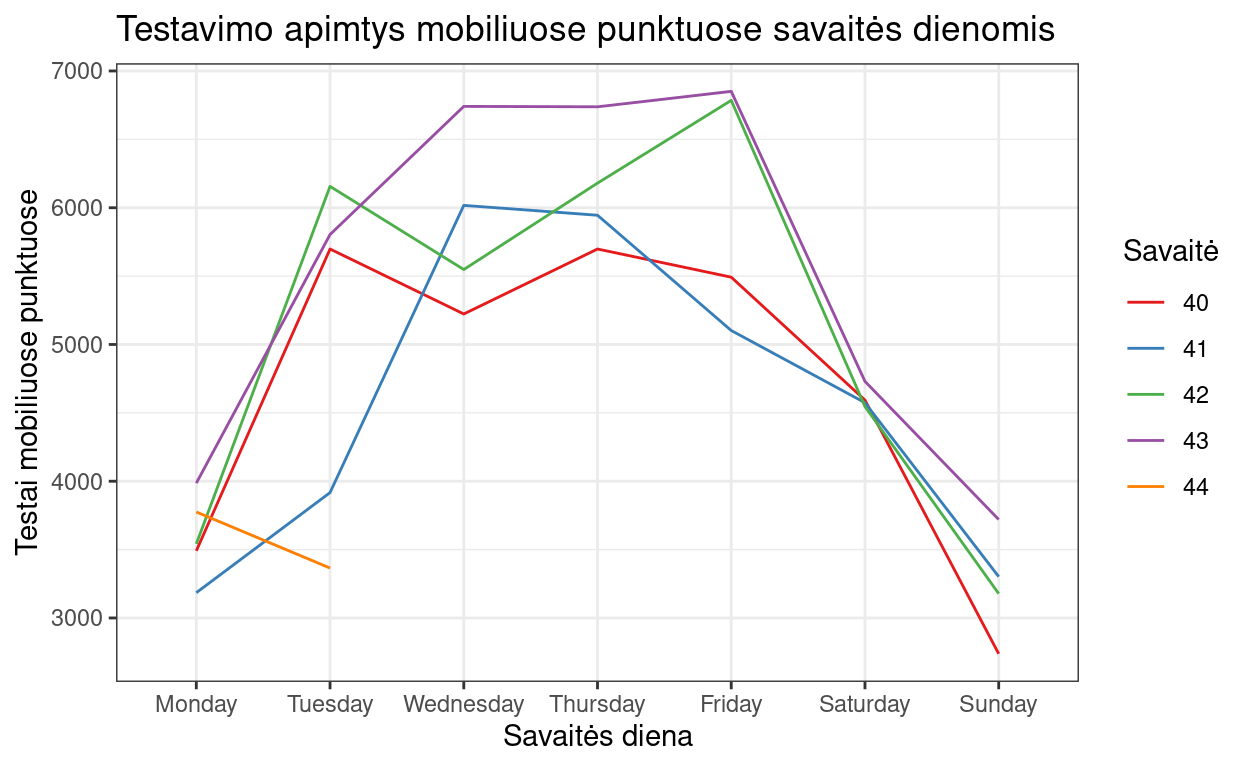 Testavimo apimtys mobiliuose punktuose savaitės dienomis
Testai mobiliuose punktuose
7000
6000
5000
4000
3000
Monday Tuesday Wednesday Thursday Friday Saturday Sunday
Savaitės diena
Savaitė
40
41
42
43
44